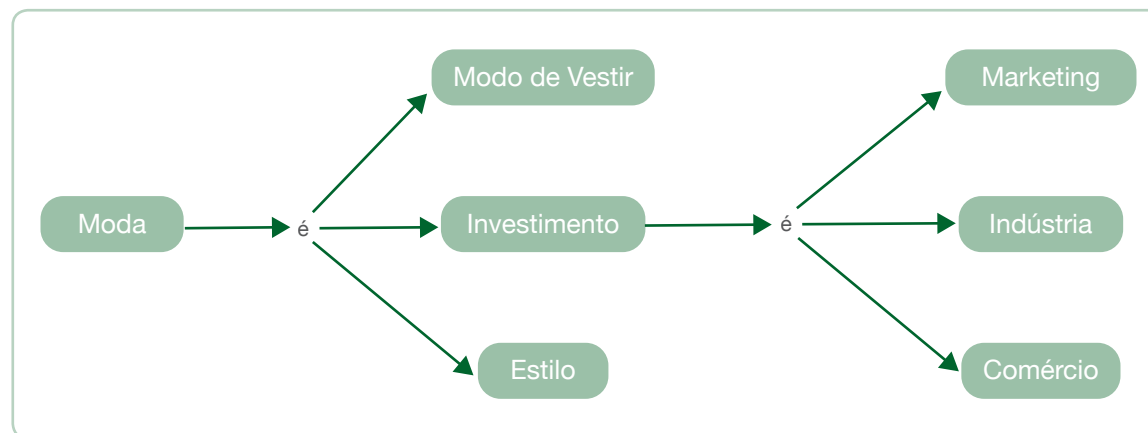 Moda
é
Modo de Vestir
Investimento
Estilo
é
Marketing
Indústria
Comércio